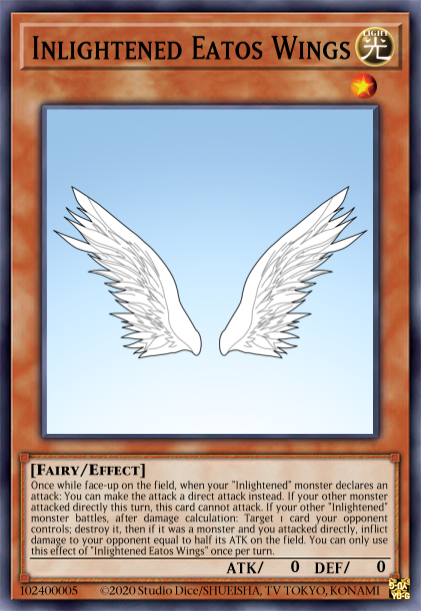 Inlightened Eatos Wings
LIGHT
光
[Fairy/Effect]
Once while face-up on the field, when your "Inlightened" monster declares an
attack: You can make the attack a direct attack instead. If your other monster
attacked directly this turn, this card cannot attack. If your other "Inlightened"
monster battles, after damage calculation: Target 1 card your opponent
controls; destroy it, then if it was a monster and you attacked directly, inflict
damage to your opponent equal to half its ATK on the field. You can only use
this effect of "Inlightened Eatos Wings" once per turn.
ATK/ 0 DEF/ 0
102400005 ©2020 Studio Dice/SHUEISHA, TV TOKYO, KONAMI